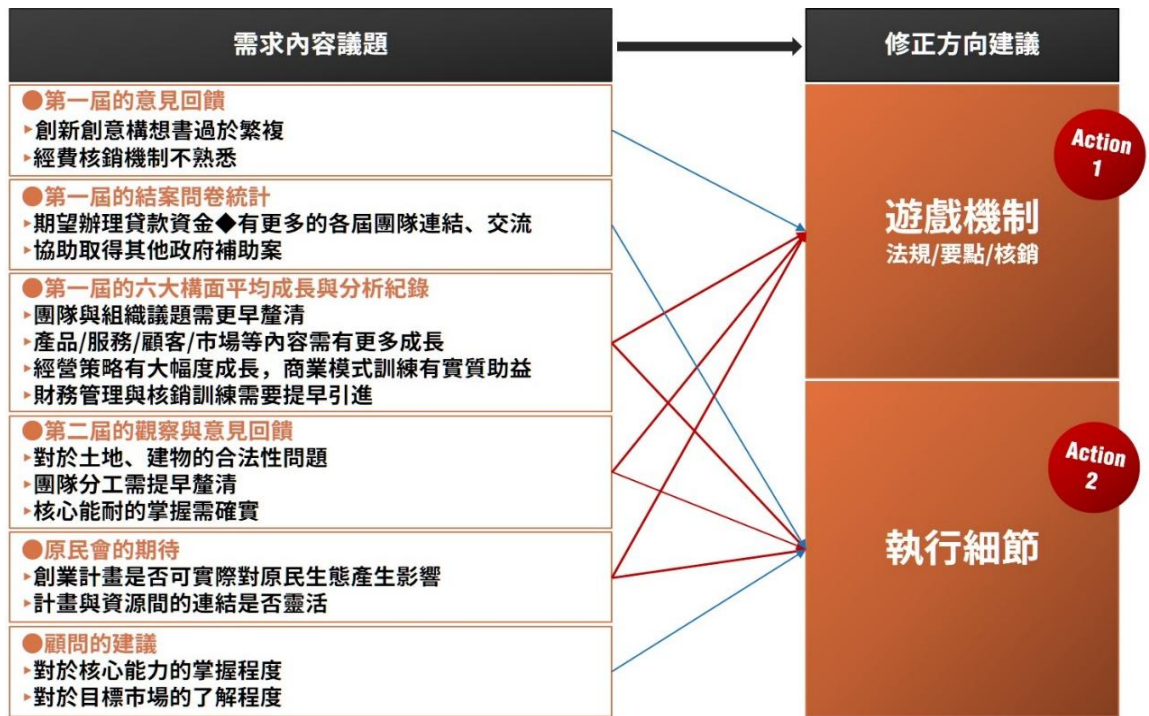 需求內容議題
●第一屆的意見回饋
▸創新創意構想書過於繁複
▸經費核銷機制不熟悉
●第一屆的結案問卷統計
▸期望辦理貸款資金◆有更多的各屆團隊連結、交流
▸協助取得其他政府補助案
●第一屆的六大構面平均成長與分析紀錄
▸團隊與組織議題需更早釐清
▸產品/服務/顧客/市場等內容需有更多成長
▸經營策略有大幅度成長，商業模式訓練有實質助益
▸財務管理與核銷訓練需要提早引進
●第二屆的觀察與意見回饋
▸對於土地、建物的合法性問題
▸團隊分工需提早釐清
▸核心能耐的掌握需確實
●原民會的期待
▸創業計畫是否可實際對原民生態產生影響
▸計畫與資源間的連結是否靈活
●顧問的建議
▸對於核心能力的掌握程度
▸對於目標市場的了解程度
修正方向建議
Action
1
遊戲機制
法規/要點/核銷
Action
2
執行細節